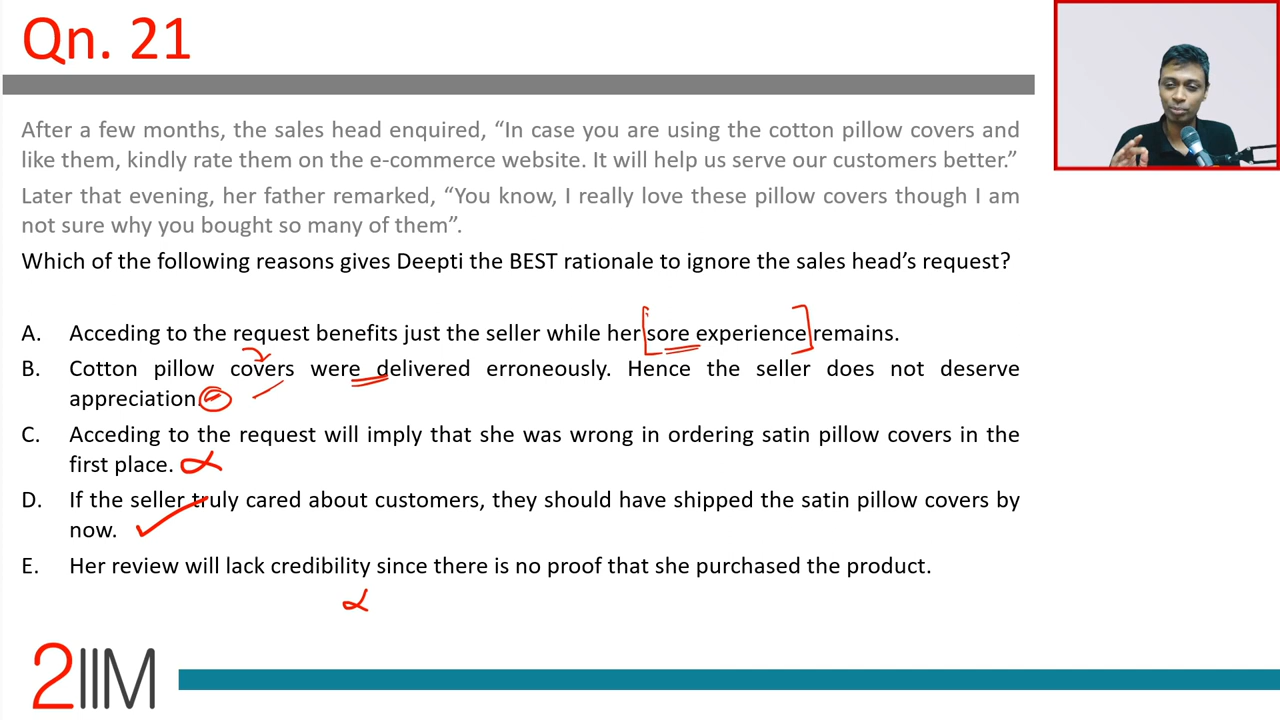 Qn. 21
After a few months, the sales head enquired, “In case you are using the cotton pillow covers and
like them, kindly rate them on the e-commerce website. It will help us serve our customers better.”
Later that evening, her father remarked, “You know, I really love these pillow covers though I am
not sure why you bought so many of them”.
Which of the following reasons gives Deepti the BEST rationale to ignore the sales head’s request?
A. Acceding to the request benefits just the seller while her sore experience remains.
B. Cotton pillow covers were delivered erroneously. Hence the seller does not deserve
appreciation.
C. Acceding to the request will imply that she was wrong in ordering satin pillow covers in the
first place.
D. If the seller truly cared about customers, they should have shipped the satin pillow covers by
now.
E. Her review will lack credibility since there is no proof that she purchased the product.
2IIM